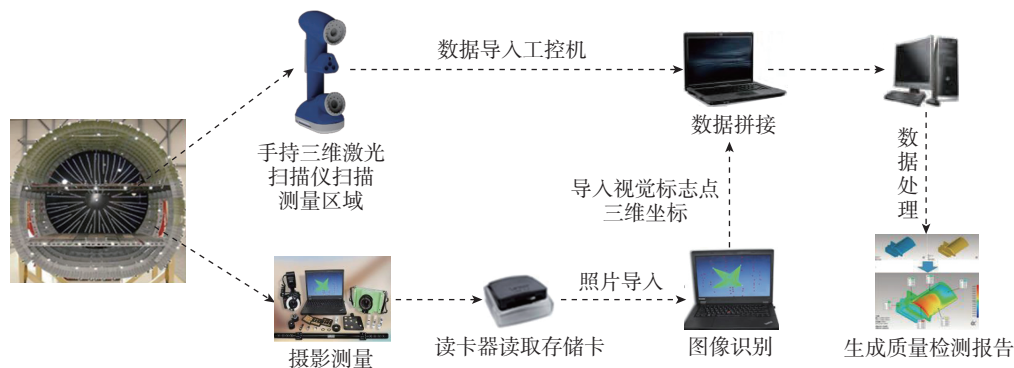 数据导入工控机
手持三维激光
扫描仪扫描
测量区域
数据拼接
导入视觉标志点
三维坐标
数据处理
摄影测量
读卡器读取存储卡
照片导入
图像识别
生成质量检测报告